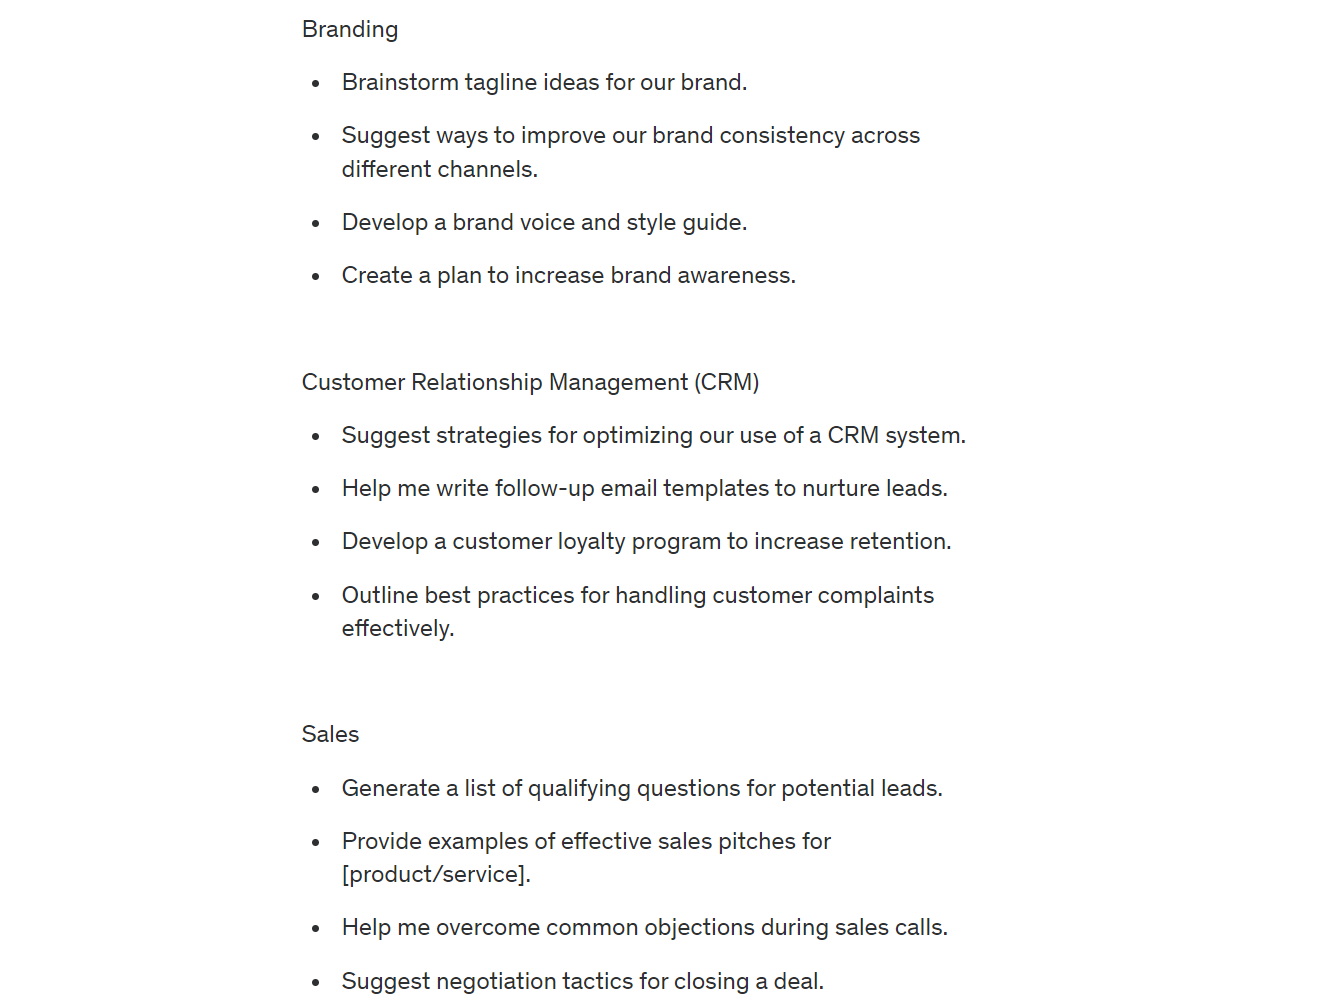 Branding
• Brainstorm tagline ideas for our brand.
• Suggest ways to improve our brand consistency across
different channels.
• Develop a brand voice and style guide.
• Create a plan to increase brand awareness.
Customer Relationship Management (CRM)
• Suggest strategies for optimizing our use of a CRM system.
• Help me write follow-up email templates to nurture leads.
• Develop a customer loyalty program to increase retention.
• Outline best practices for handling customer complaints
effectively.
Sales
• Generate a list of qualifying questions for potential leads.
• Provide examples of effective sales pitches for
[product/service].
• Help me overcome common objections during sales calls.
• Suggest negotiation tactics for closing a deal.